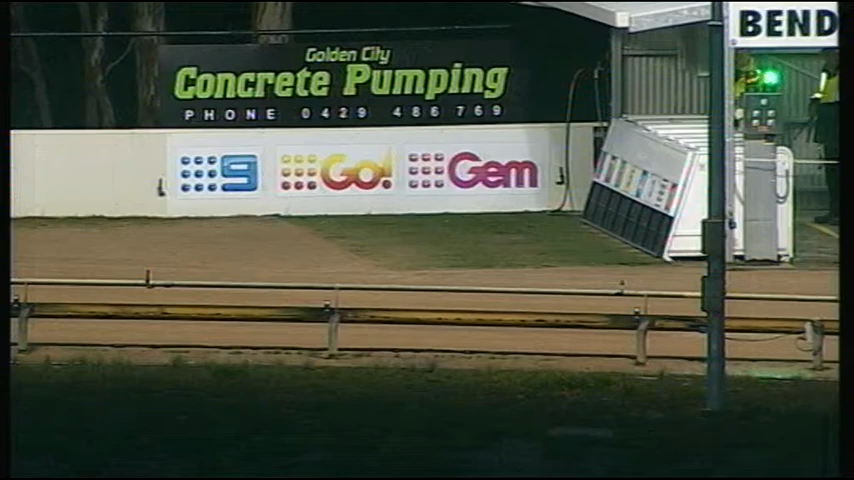 BEND
Golden City
Concrete Pumping
PHONE 0429 486 769
9 Go! Gem